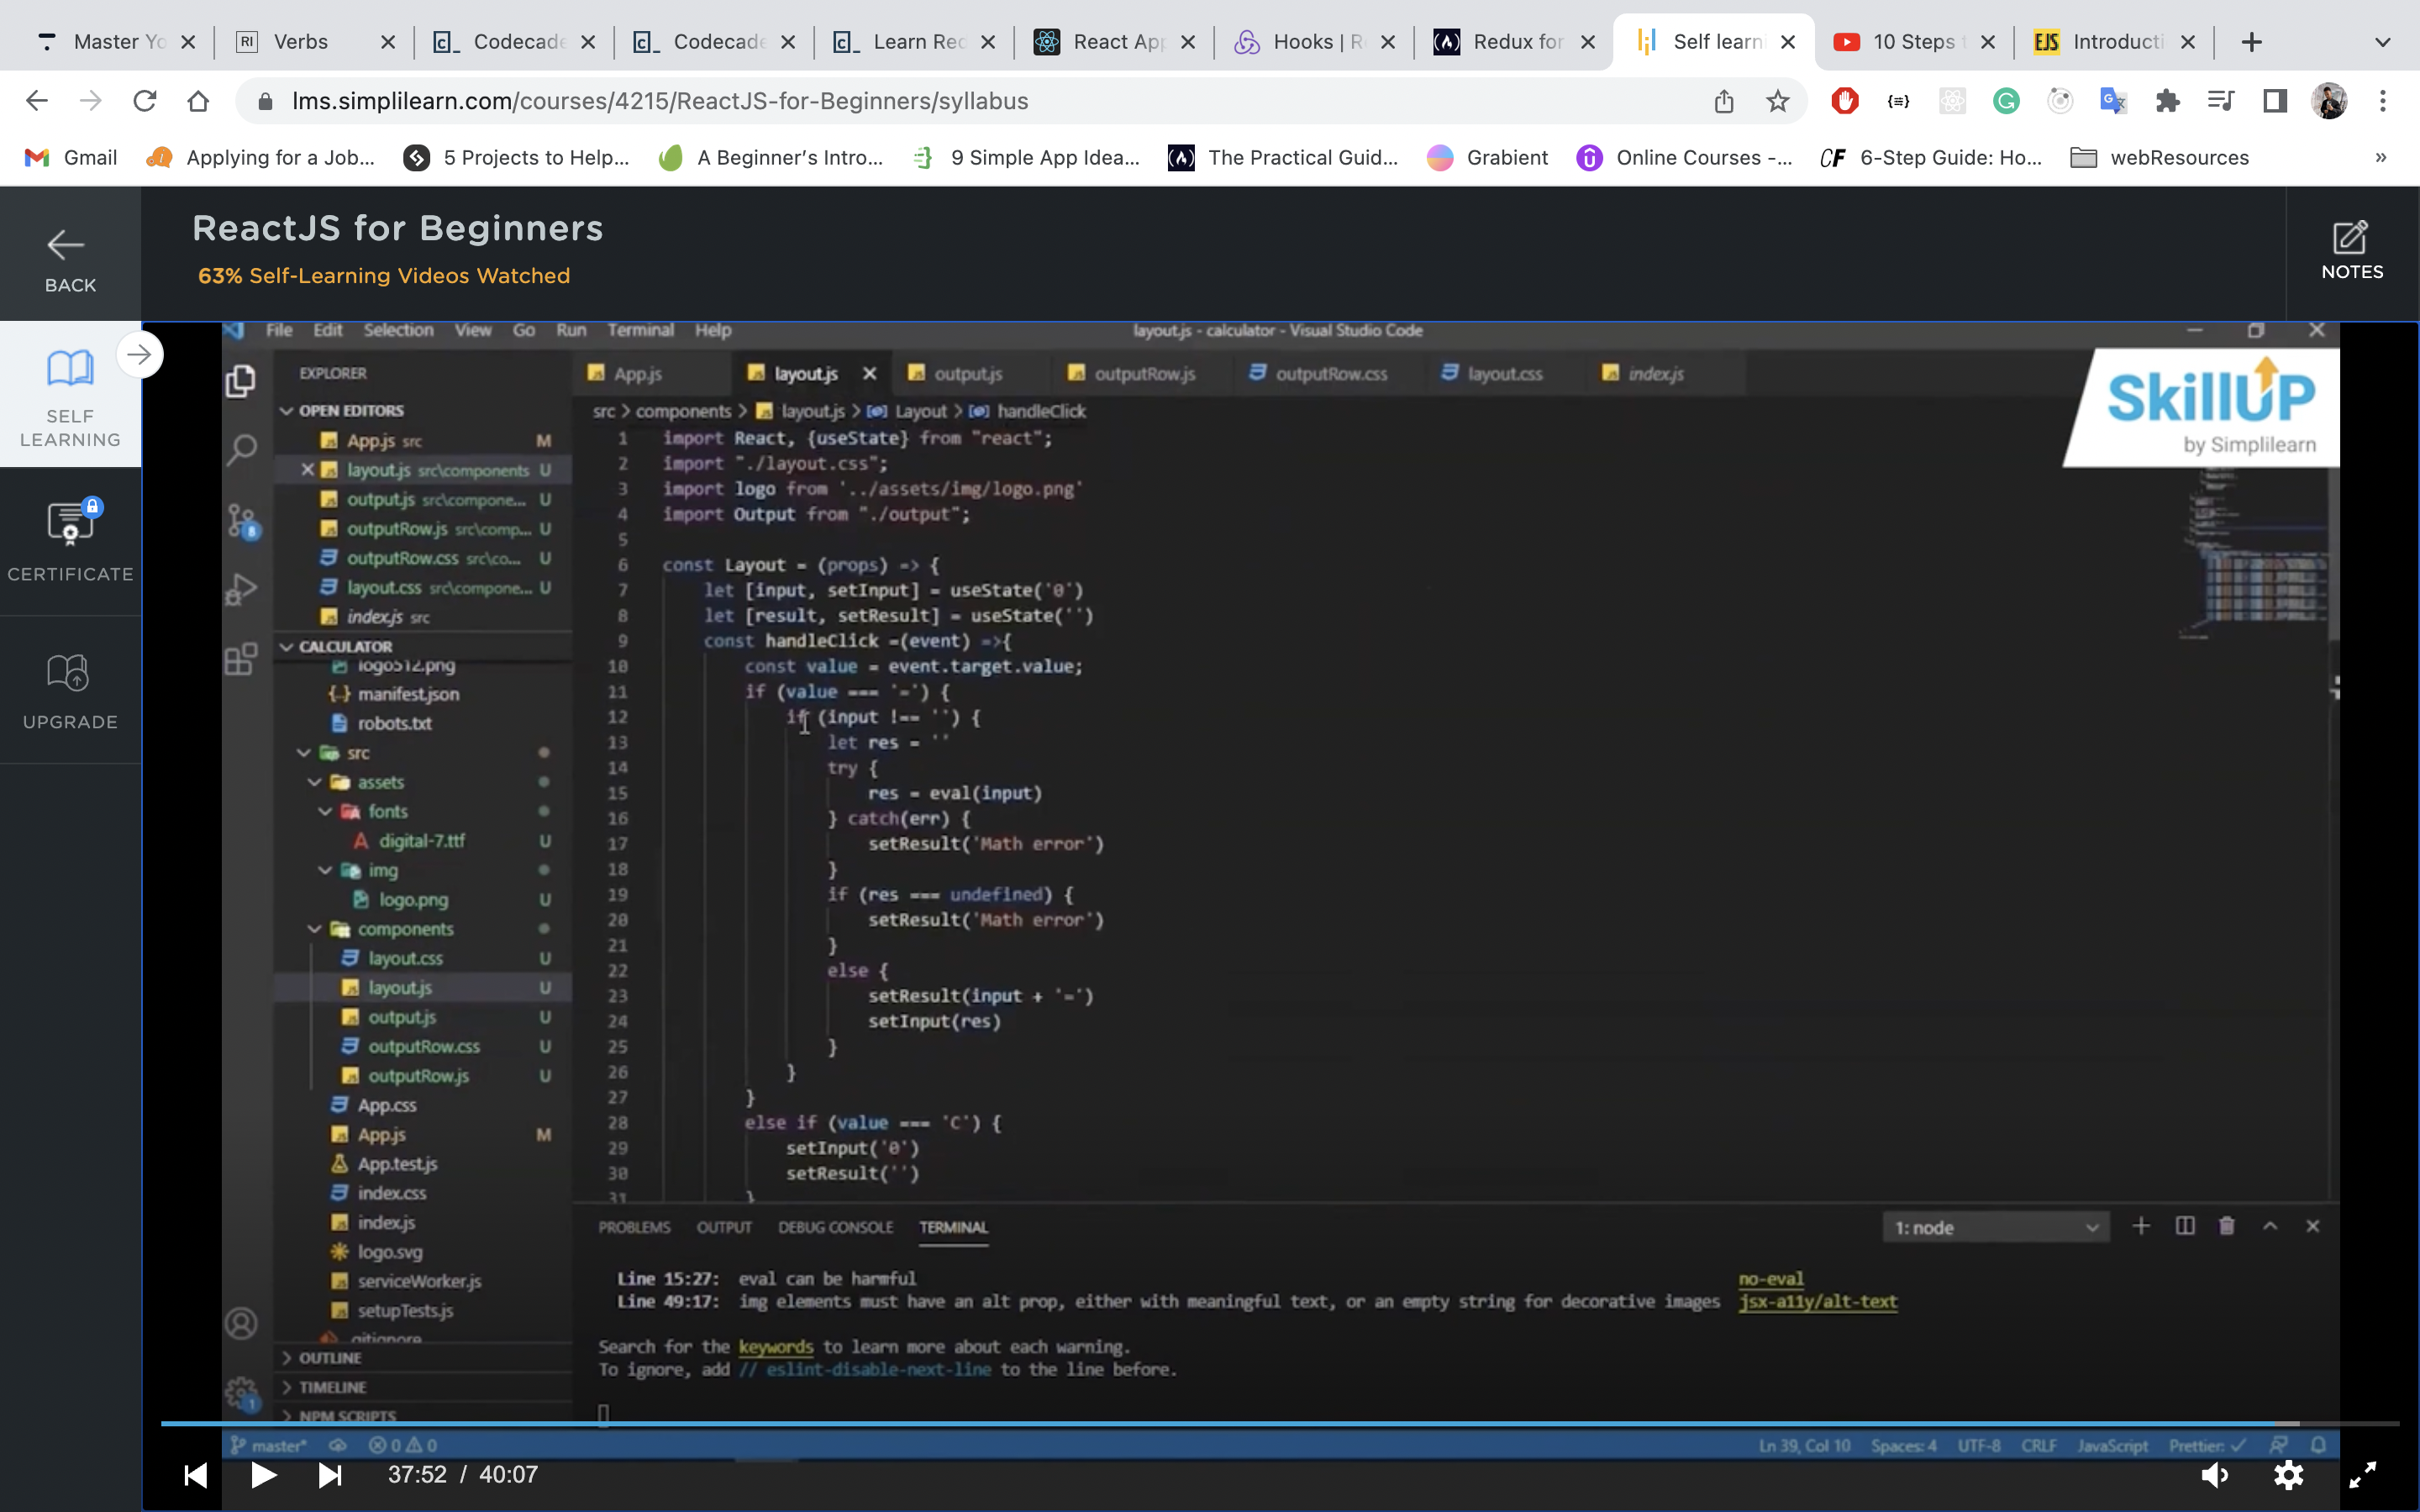 Master Yo
Verbs
Codecade
Codecade
Learn Rec
React App
Hooks | R
Redux for
Self learni
10 Steps t
EJS Introducti
lms.simplilearn.com/courses/4215/ReactJS-for-Beginners/syllabus
Gmail
Applying for a Job...
5 Projects to Help...
A Beginner's Intro...
9 Simple App Idea...
The Practical Guid...
Grabient
Online Courses -...
CF 6-Step Guide: Ho...
webResources
»
BACK
ReactJS for Beginners
63% Self-Learning Videos Watched
NOTES
SELF
LEARNING
CERTIFICATE
UPGRADE
File Edit Selection View Go Run Terminal Help
layout.js - calculator - Visual Studio Code
SkillUP
by Simplilearn
EXPLORER
OPEN EDITORS
App.js src M
layout.js src\components U
output.js src\compone... U
outputRow.js src\comp... U
outputRow.css src\co... U
layout.css src\compone... U
index.js src
CALCULATOR
logo512.png
manifest.json
robots.txt
src
assets
fonts
digital-7.ttf U
img
logo.png U
components
layout.css U
layout.js U
output.js U
outputRow.css U
outputRow.js U
App.css
App.js M
App.test.js
index.css
index.js
logo.svg
serviceWorker.js
setupTests.js
.gitignore
OUTLINE
TIMELINE
NPM SCRIPTS
App.js layout.js output.js outputRow.js outputRow.css layout.css index.js
src > components > layout.js > Layout > handleClick
1 import React, {useState} from "react";
2 import "./layout.css";
3 import logo from '../assets/img/logo.png'
4 import Output from "./output";
5
6 const Layout = (props) => {
7 let [input, setInput] = useState('0')
8 let [result, setResult] = useState('')
9 const handleClick =(event) =>{
10 const value = event.target.value;
11 if (value === '=') {
12 if (input !== '') {
13 let res = ''
14 try {
15 res = eval(input)
16 } catch(err) {
17 setResult('Math error')
18 }
19 if (res === undefined) {
20 setResult('Math error')
21 }
22 else {
23 setResult(input + '=')
24 setInput(res)
25 }
26 }
27 }
28 else if (value === 'C') {
29 setInput('0')
30 setResult('')
31 }
PROBLEMS OUTPUT DEBUG CONSOLE TERMINAL
1: node
Line 15:27: eval can be harmful no-eval
Line 49:17: img elements must have an alt prop, either with meaningful text, or an empty string for decorative images jsx-a11y/alt-text
Search for the keywords to learn more about each warning.
To ignore, add // eslint-disable-next-line to the line before.
master* 0 0
Ln 39, Col 10 Spaces: 4 UTF-8 CRLF JavaScript Prettier: ✓
37:52 / 40:07